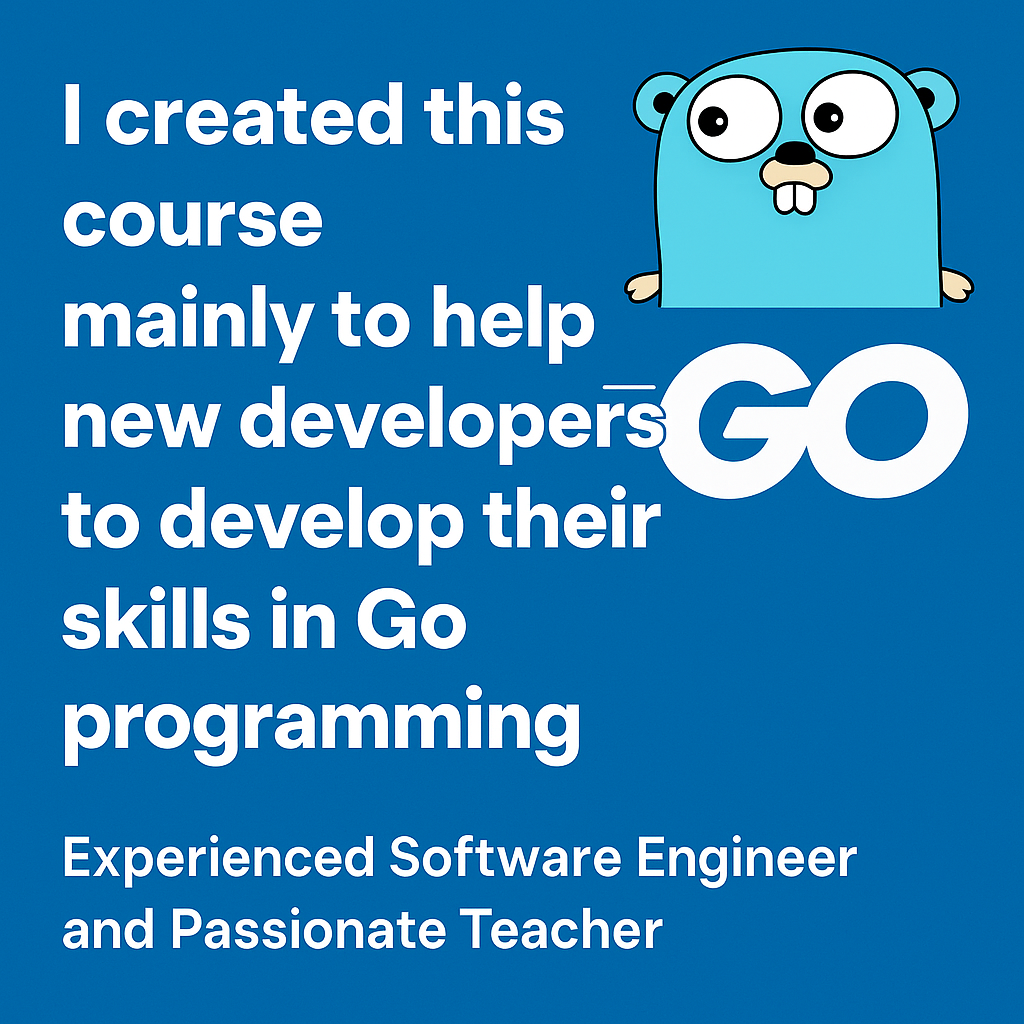 I created this
course
mainly to help
new developers
GO
to develop their
skills in Go
programming
Experienced Software Engineer
and Passionate Teacher